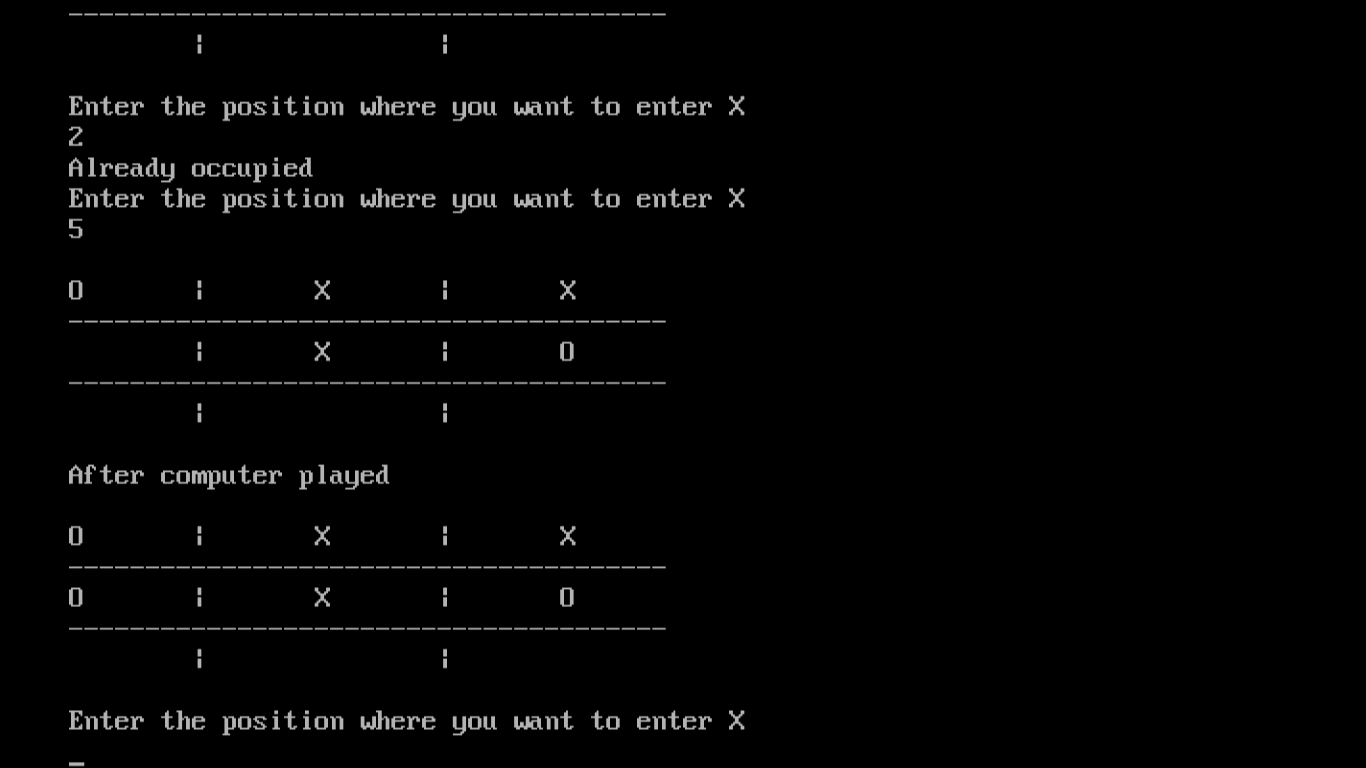 ---------------------------------------
¦ ¦
Enter the position where you want to enter X
2
Already occupied
Enter the position where you want to enter X
5
O ¦ X ¦ X
---------------------------------------
¦ X ¦ O
---------------------------------------
¦ ¦
After computer played
O ¦ X ¦ X
---------------------------------------
O ¦ X ¦ O
---------------------------------------
¦ ¦
Enter the position where you want to enter X
_